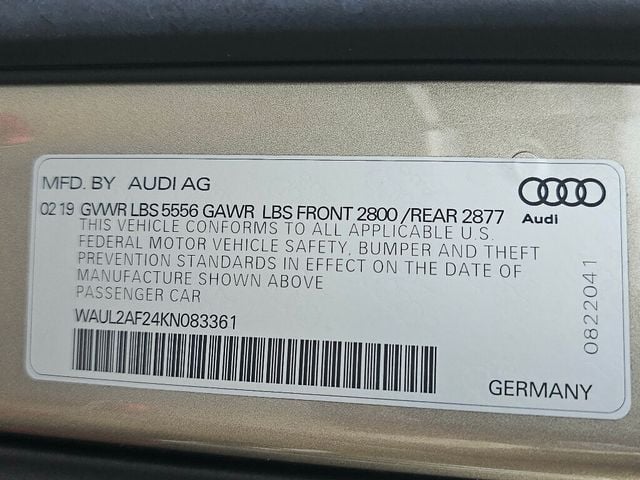 MFD. BY AUDI AG
02 19 GVWR LBS 5556 GAWR LBS FRONT 2800 /REAR 2877
THIS VEHICLE CONFORMS TO ALL APPLICABLE U.S.
FEDERAL MOTOR VEHICLE SAFETY, BUMPER AND THEFT
PREVENTION STANDARDS IN EFFECT ON THE DATE OF
MANUFACTURE SHOWN ABOVE
PASSENGER CAR
WAUL2AF24KN083361
Audi
0822041
GERMANY